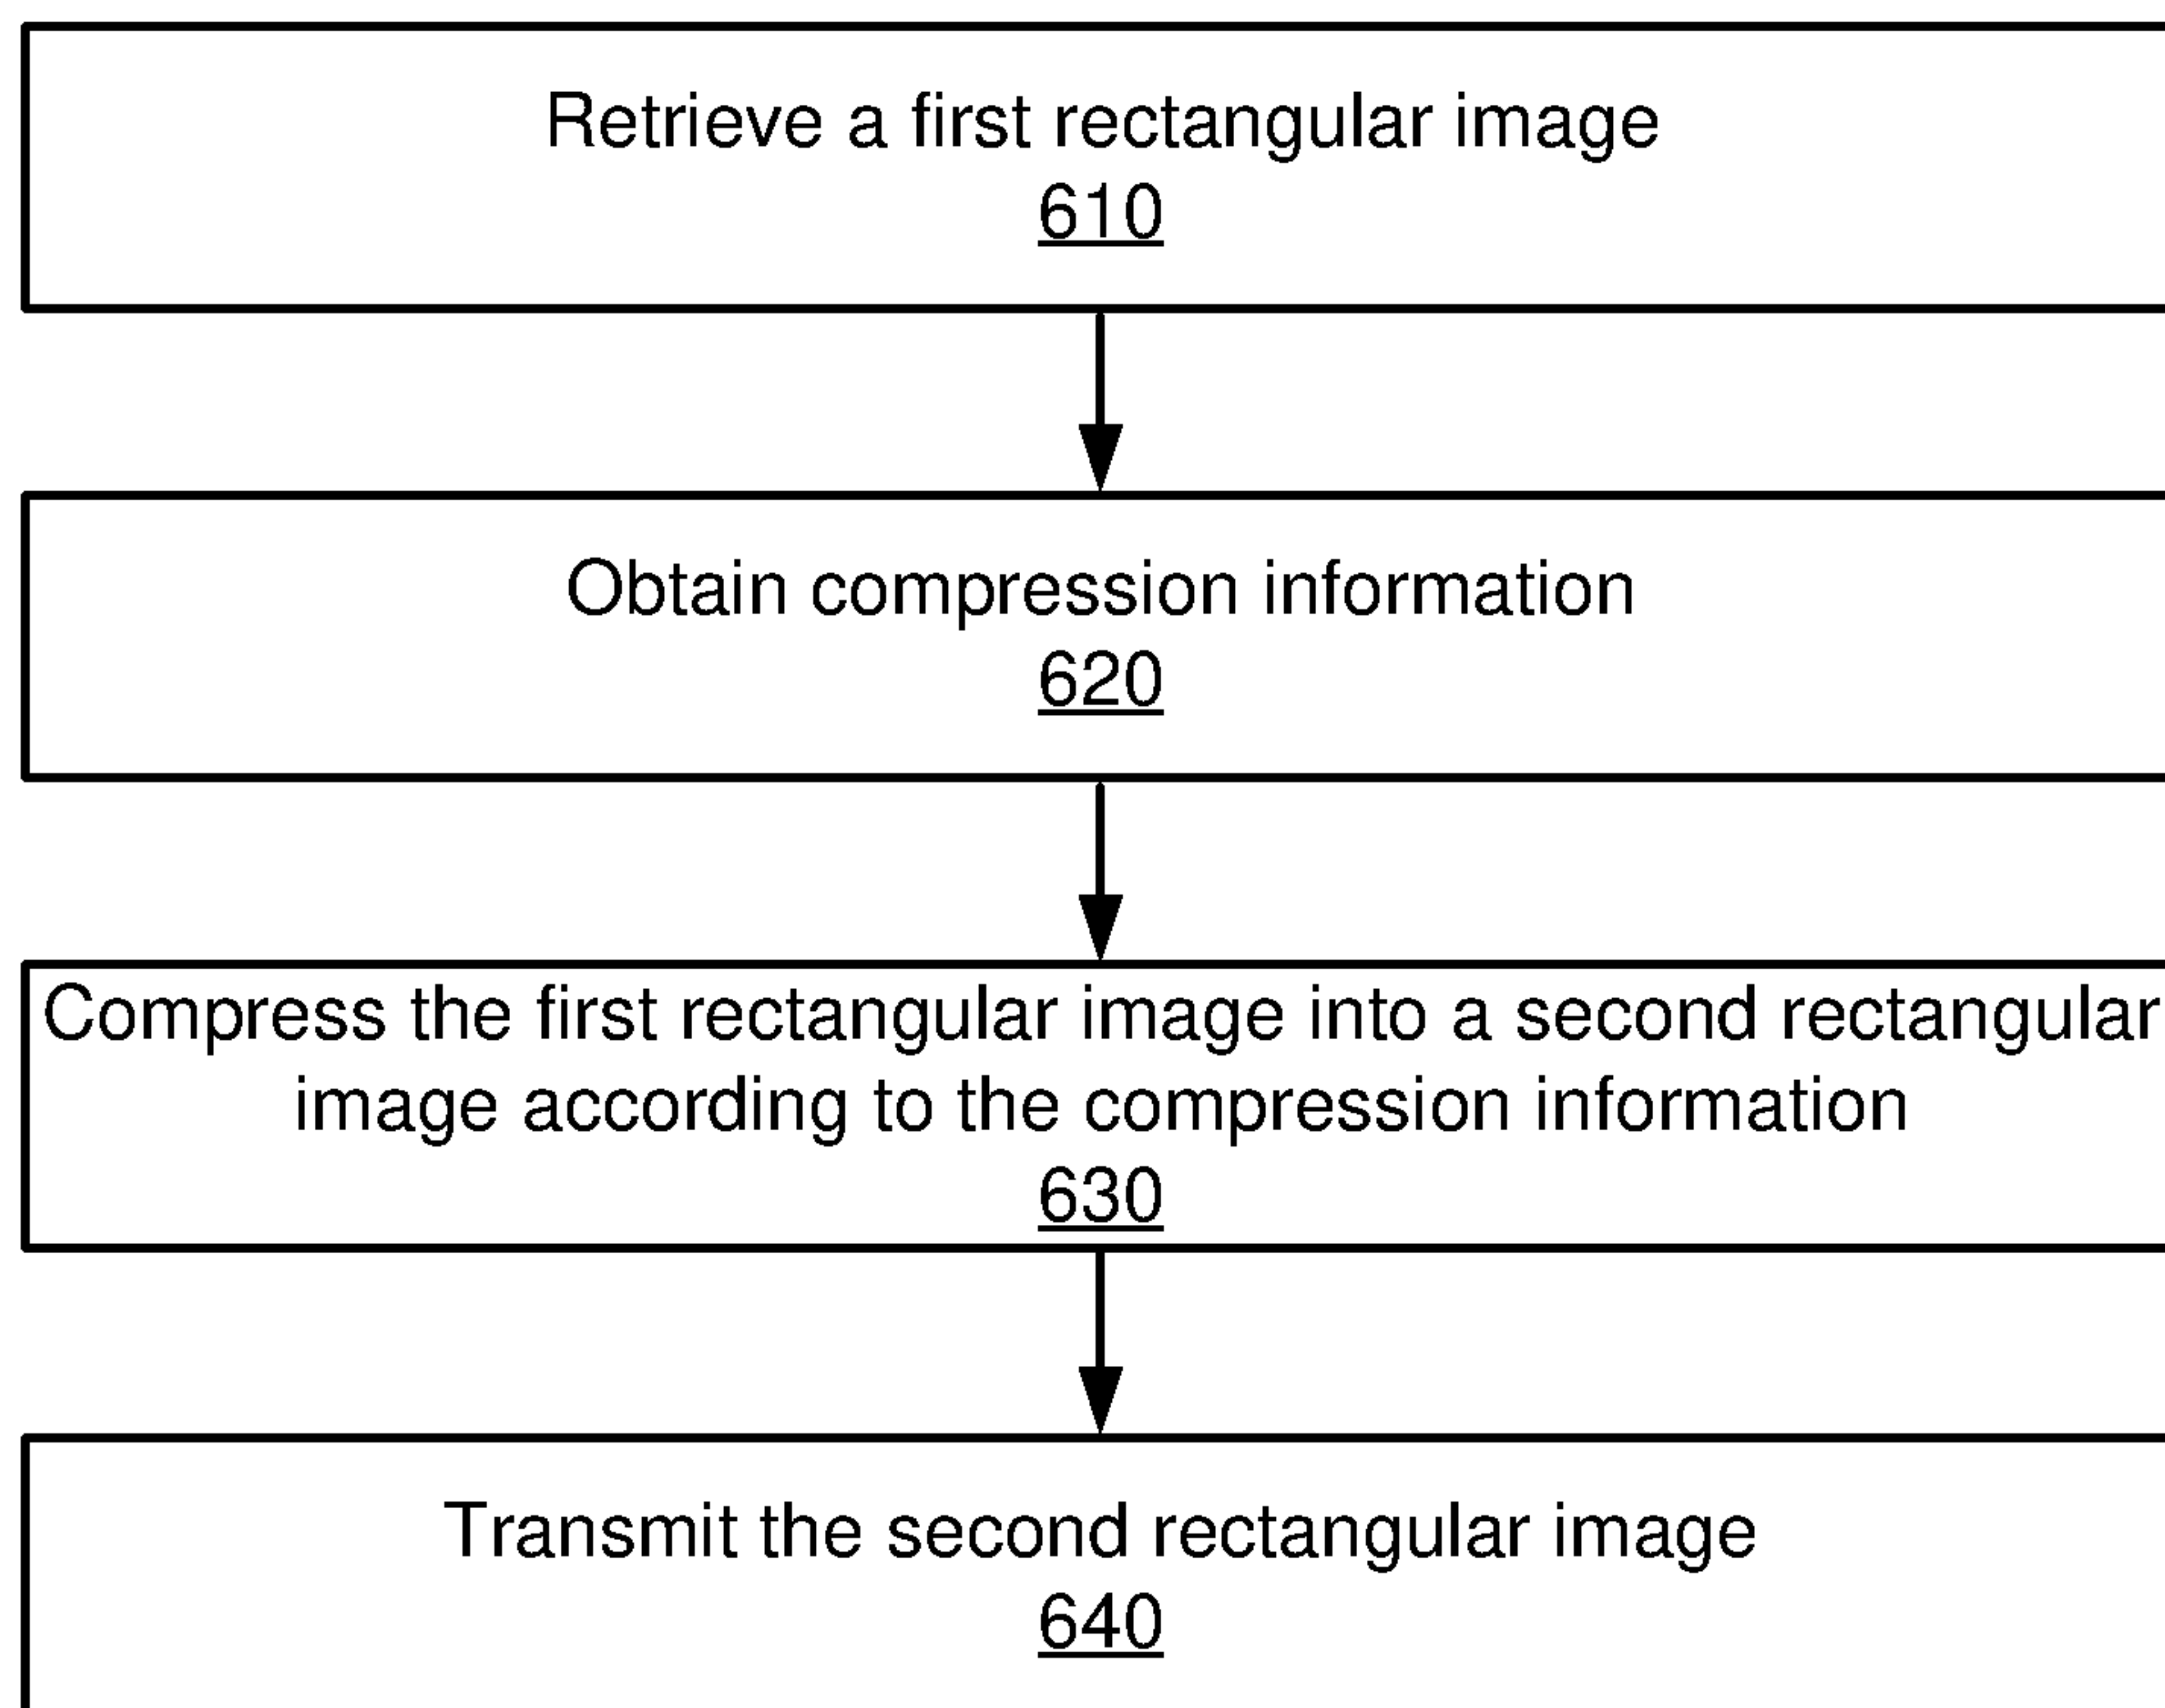 Retrieve a first rectangular image
610
Obtain compression information
620
Compress the first rectangular image into a second rectangular
image according to the compression information
630
Transmit the second rectangular image
640